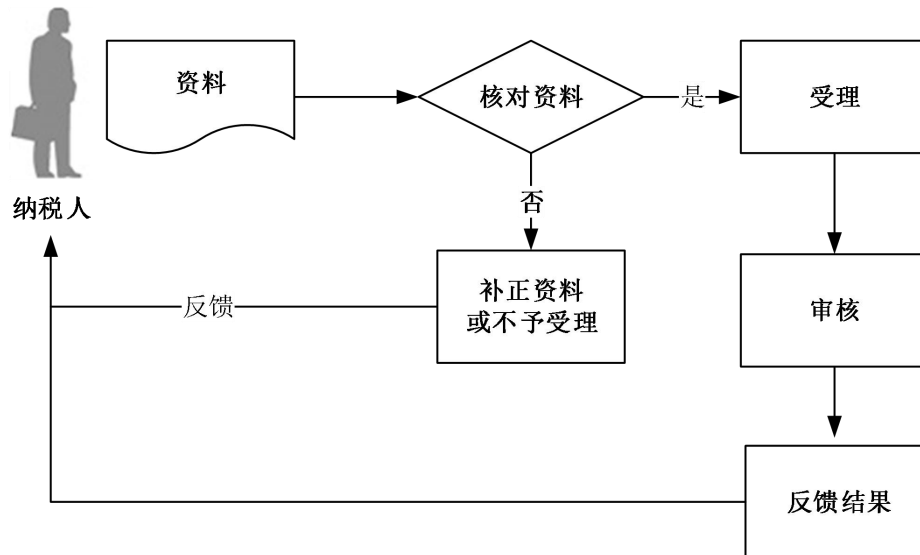 资料
核对资料
是
受理
纳税人
否
补正资料
或不予受理
反馈
审核
反馈结果